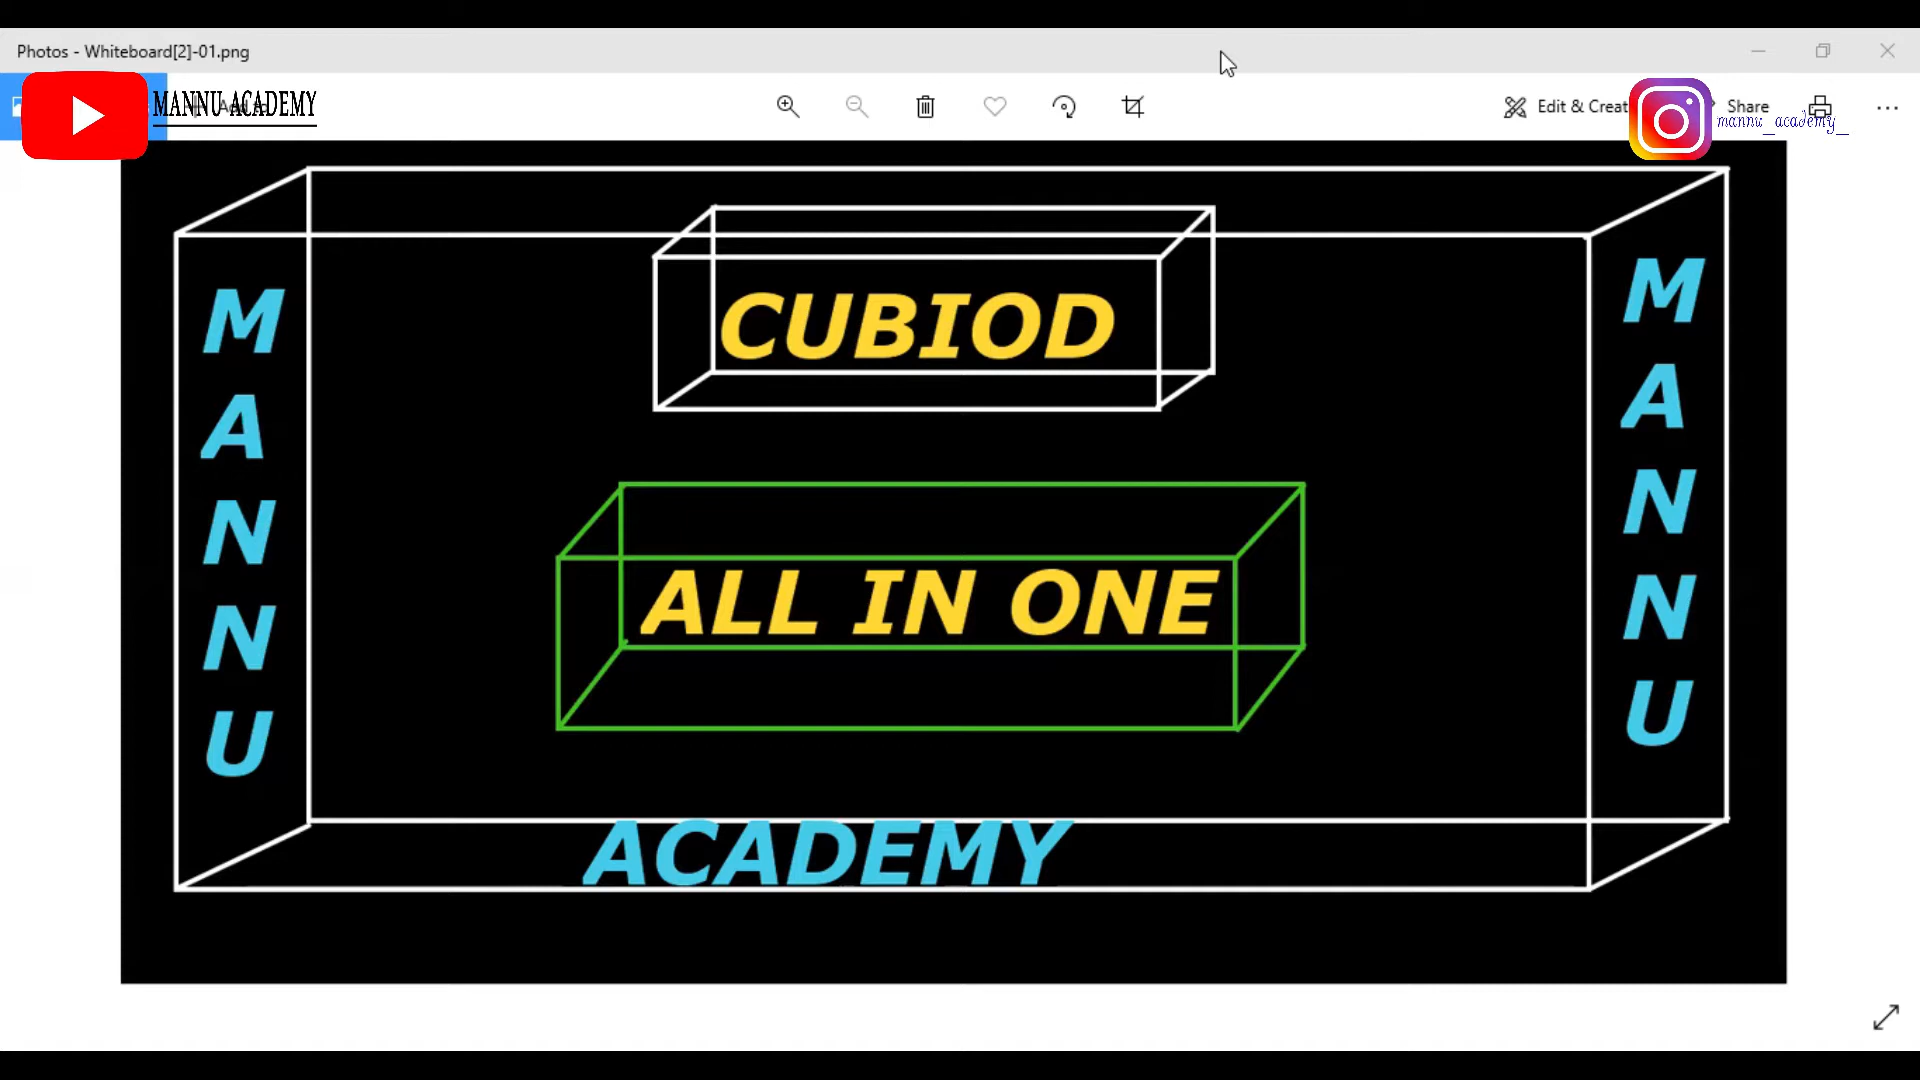 Photos - Whiteboard[2]-01.png
MANNU ACADEMY
Edit & Creat
Share
mannu_academy_
CUBIOD
ALL IN ONE
M
A
N
N
U
M
A
N
N
U
ACADEMY